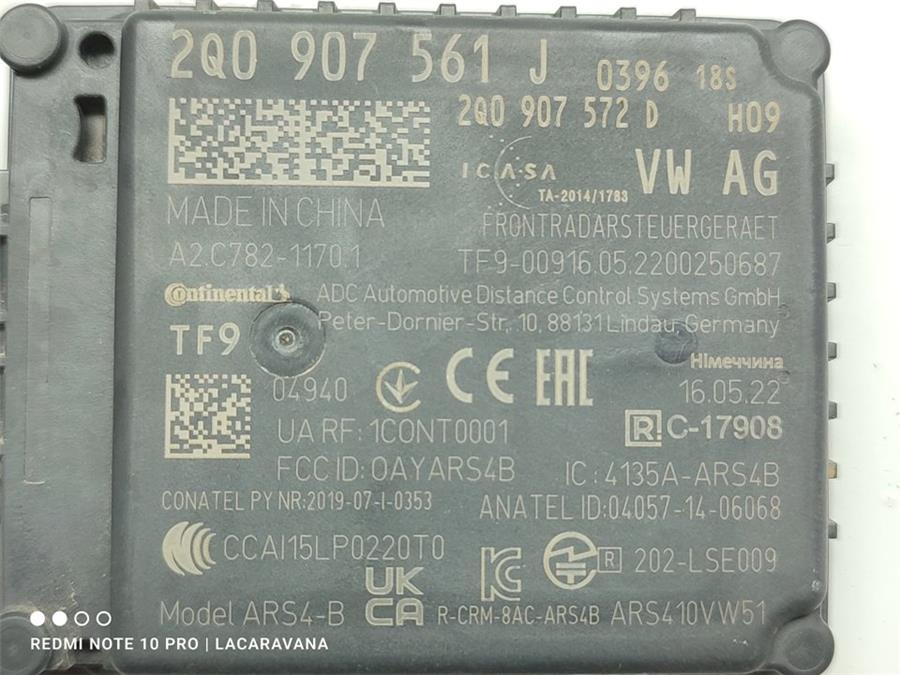 2Q0 907 561 J 0396 18S
2Q0 907 572 D H09
ICASA VW AG
TA-2014/1783
MADE IN CHINA FRONTRADARSTEUERGERAET
A2.C782-1170.1 TF9-00916.05.2200250687
Continental ADC Automotive Distance Control Systems GmbH
Peter-Dornier-Str. 10, 88131 Lindau, Germany
TF9 Німеччина
04940 CE EAC 16.05.22
UA RF: 1CONT0001 R C-17908
FCC ID: OAYARS4B IC: 4135A-ARS4B
CONATEL PY NR:2019-07-I-0353 ANATEL ID:04057-14-06068
CCAI15LP0220T0 R 202-LSE009
UK
CA
Model ARS4-B R-CRM-8AC-ARS4B ARS410VW51
REDMI NOTE 10 PRO | LACARAVANA